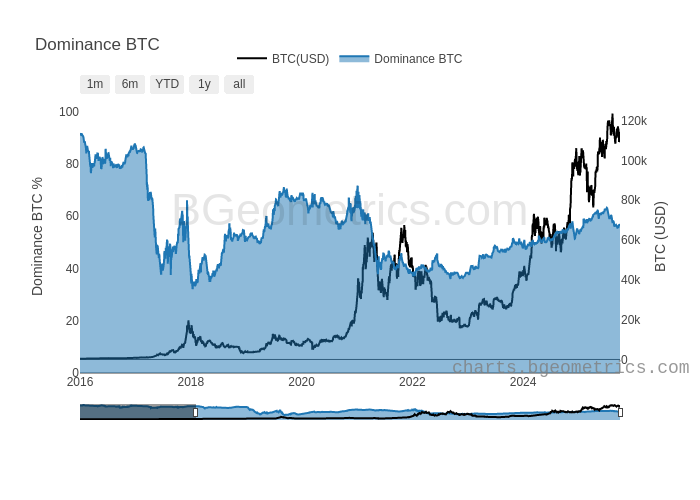 Dominance BTC
BTC(USD) Dominance BTC
1m 6m YTD 1y all
100
80
60
40
20
0
Dominance BTC %
120k
100k
80k
60k
40k
20k
0
BTC (USD)
BGeometrics.com
charts.bgeometrics.com
2016 2018 2020 2022 2024